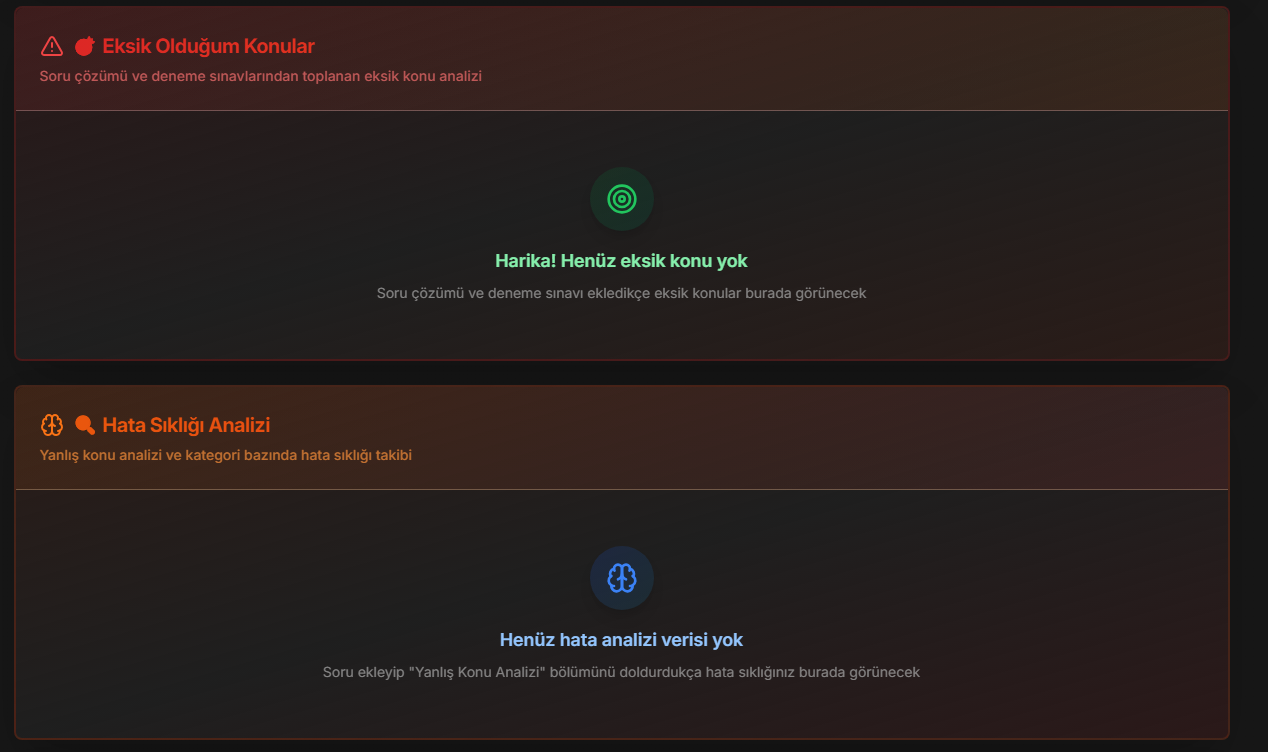 Eksik Olduğum Konular
Soru çözümü ve deneme sınavlarından toplanan eksik konu analizi
Harika! Henüz eksik konu yok
Soru çözümü ve deneme sınavı ekledikçe eksik konular burada görünecek
Hata Sıklığı Analizi
Yanlış konu analizi ve kategori bazında hata sıklığı takibi
Henüz hata analizi verisi yok
Soru ekleyip "Yanlış Konu Analizi" bölümünü doldurdukça hata sıklığınız burada görünecek